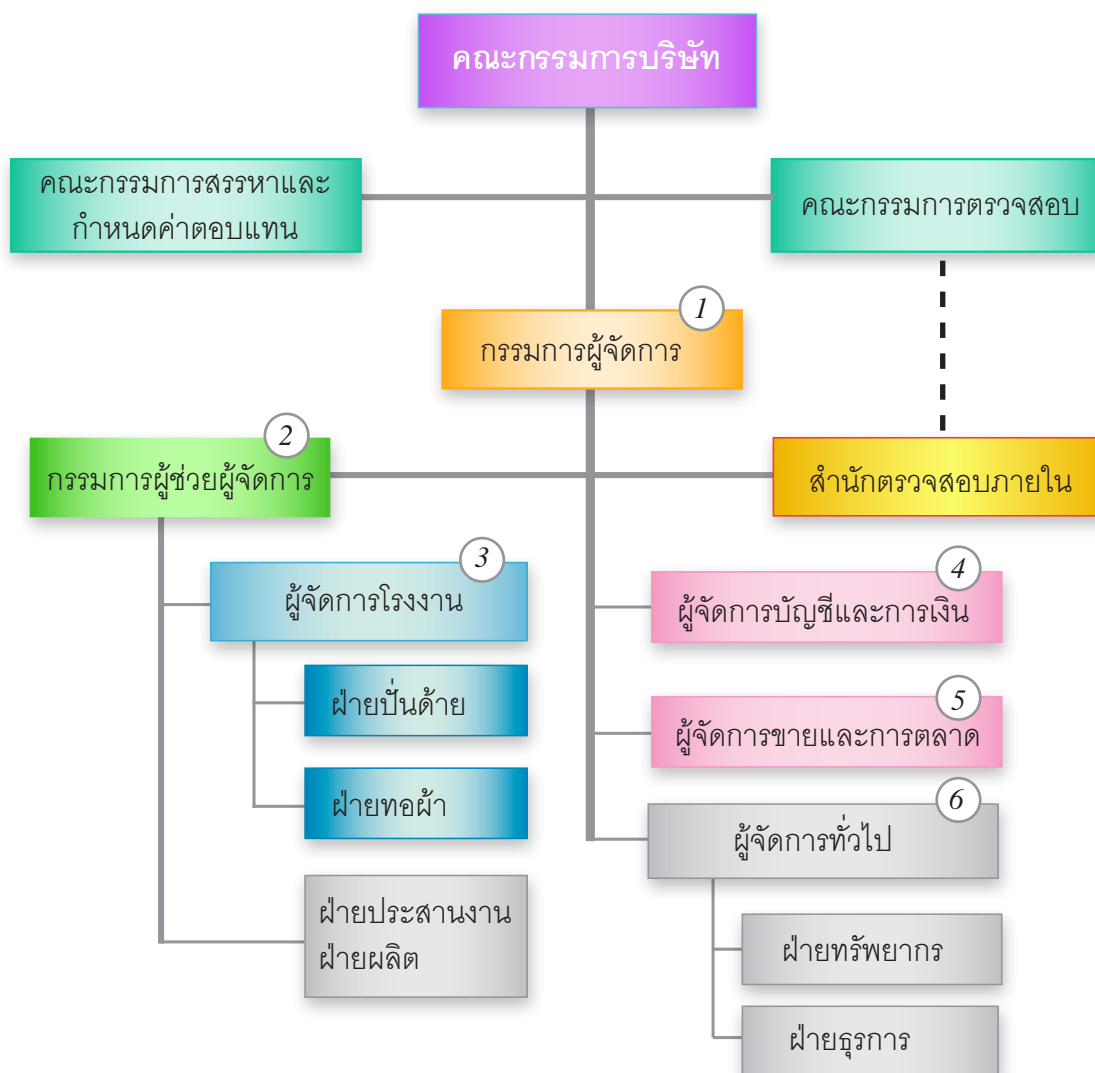 คณะกรรมการบริษัท
คณะกรรมการสรรหาและ
กำหนดค่าตอบแทน
คณะกรรมการตรวจสอบ
1
กรรมการผู้จัดการ
2
กรรมการผู้ช่วยผู้จัดการ
สำนักตรวจสอบภายใน
3
ผู้จัดการโรงงาน
4
ผู้จัดการบัญชีและการเงิน
ฝ่ายปั่นด้าย
5
ผู้จัดการขายและการตลาด
ฝ่ายทอผ้า
6
ผู้จัดการทั่วไป
ฝ่ายประสานงาน
ฝ่ายผลิต
ฝ่ายทรัพยากร
ฝ่ายธุรการ